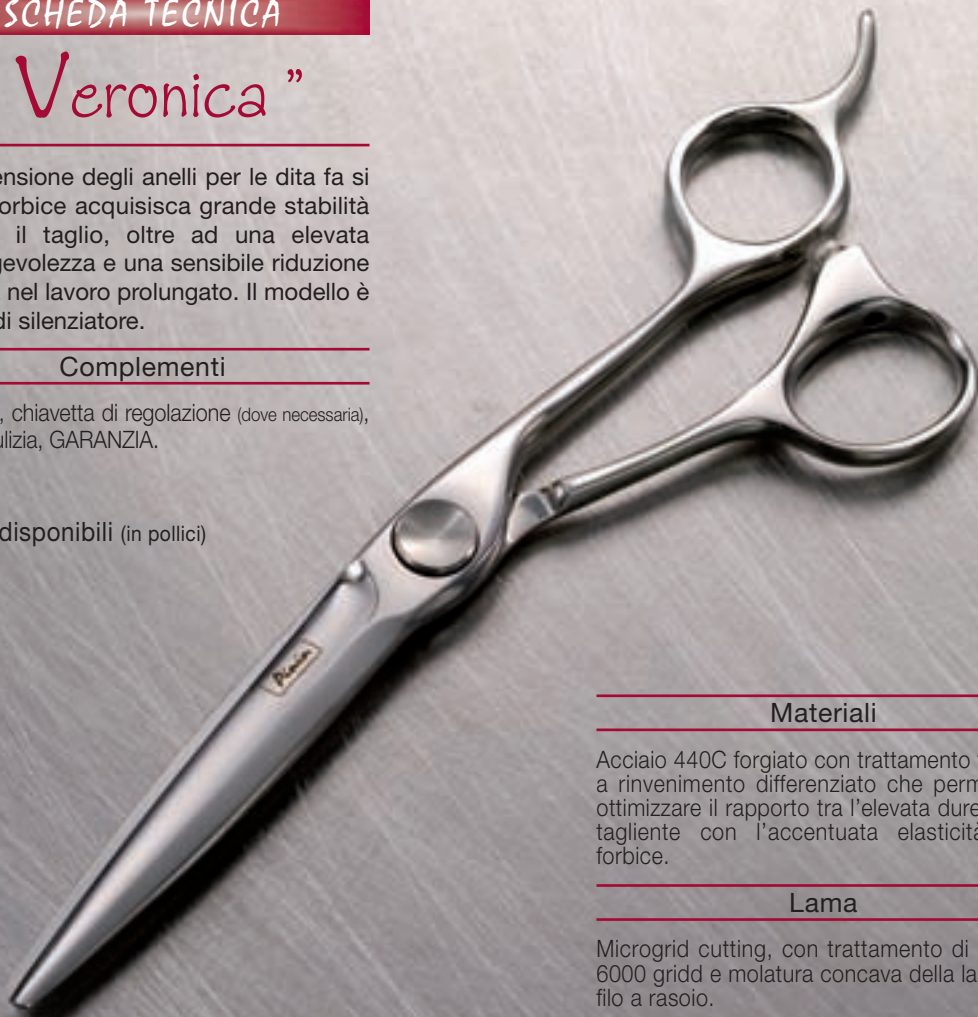 SCHEDA TECNICA
Veronica ”
ensione degli anelli per le dita fa si
orbice acquisisca grande stabilità
il taglio, oltre ad una elevata
gevolezza e una sensibile riduzione
nel lavoro prolungato. Il modello è
di silenziatore.
Complementi
, chiavetta di regolazione (dove necessaria),
ulizia, GARANZIA.
disponibili (in pollici)
Materiali
Acciaio 440C forgiato con trattamento
a rinvenimento differenziato che perm
ottimizzare il rapporto tra l’elevata dure
tagliente con l’accentuata elasticità
forbice.
Lama
Microgrid cutting, con trattamento di
6000 gridd e molatura concava della la
filo a rasoio.